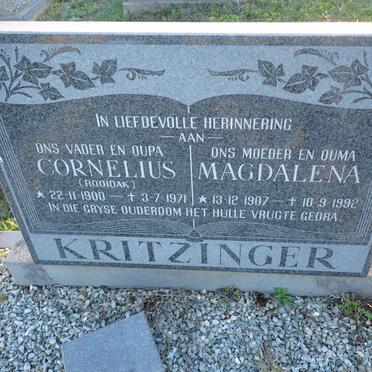 IN LIEFDEVOLLE HERINNERING
— AAN —
ONS VADER EN OUPA
CORNELIUS
(ROOIDAK)
* 22-11-1900 — + 3-7-1971
ONS MOEDER EN OUMA
MAGDALENA
* 13-12-1907 — + 10-9-1992
IN DIE GRYSE OUDERDOM HET HULLE VRUGTE GEDRA.
KRITZINGER